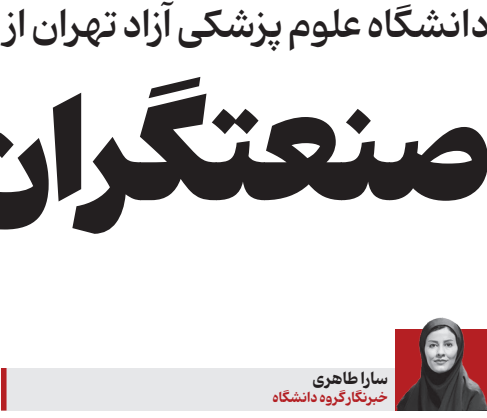 دانشگاه علوم پزشکی آزاد تهران از
صنعتگران
سارا طاهری
خبرنگار گروه دانشگاه